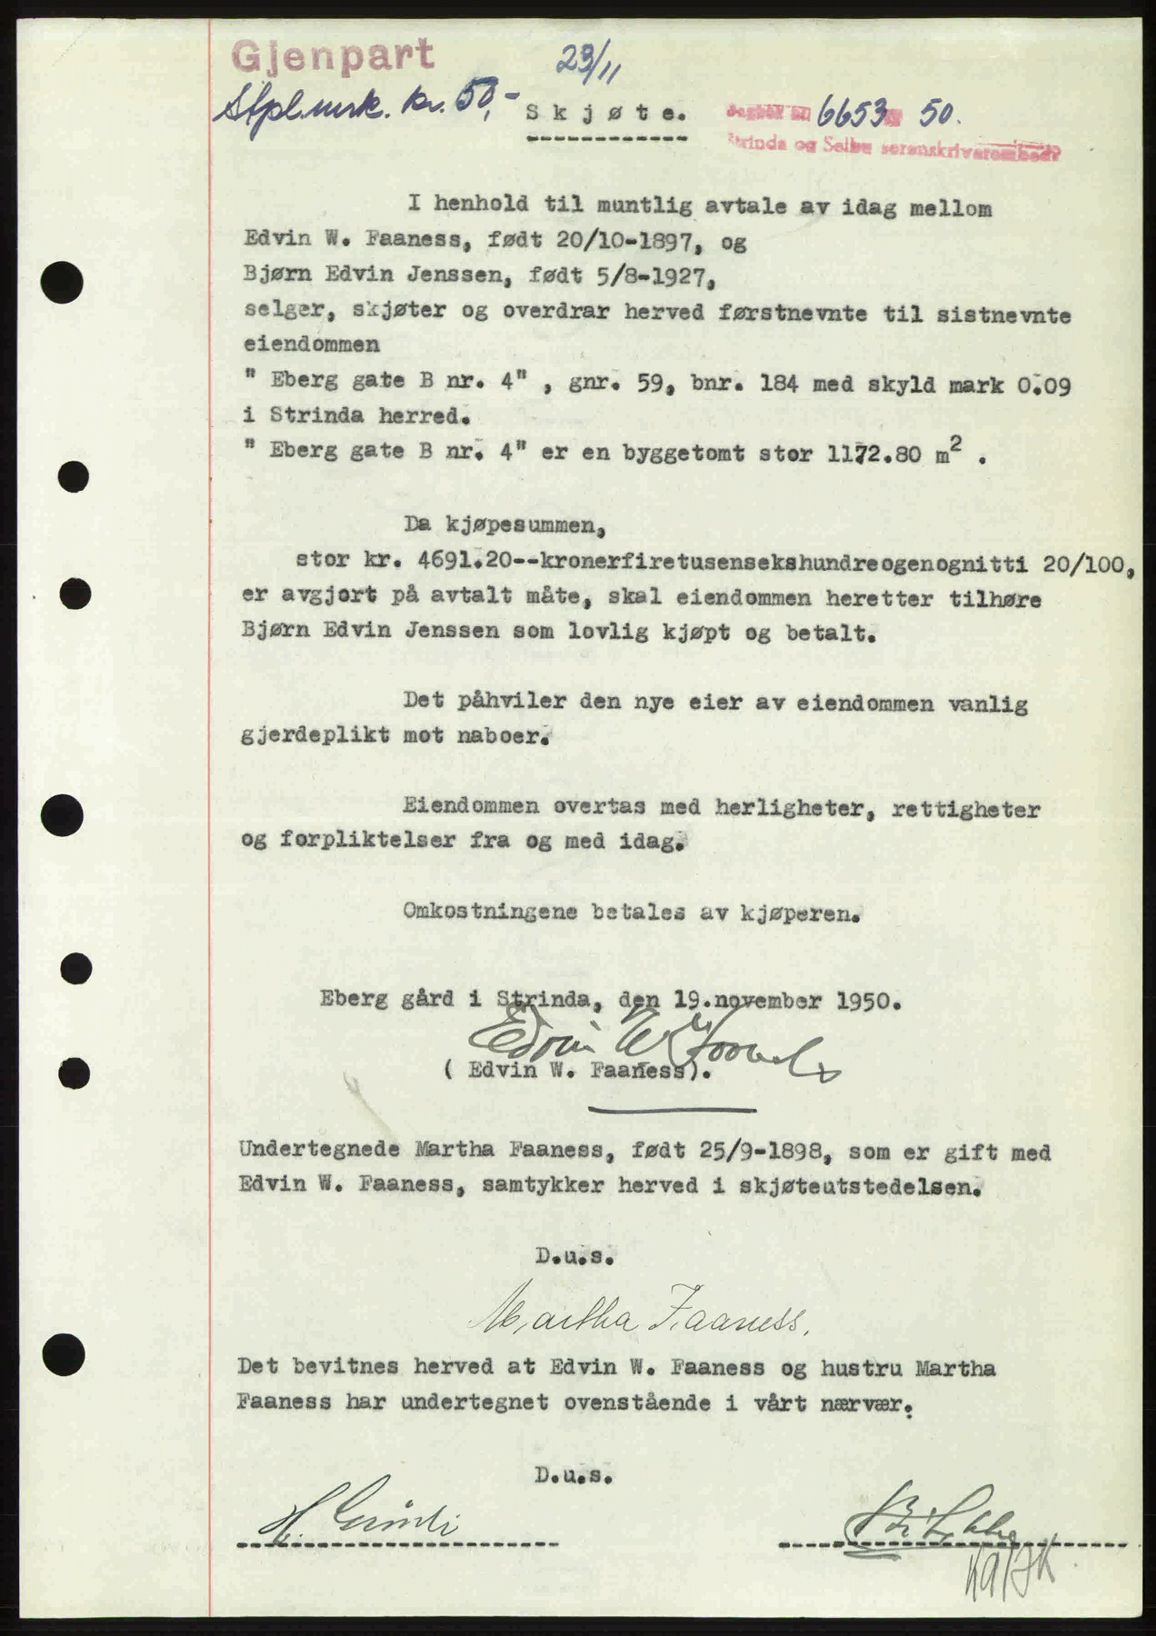 Gjenpart
23/11
Stpl.mrk. kr. 50,-
Skjøte.
Dagbok nr 6653 50.
Strinda og Selbu sorenskriverembede
I henhold til muntlig avtale av idag mellom
Edvin W. Faaness, født 20/10-1897, og
Bjørn Edvin Jenssen, født 5/8-1927,
selger, skjøter og overdrar herved førstnevnte til sistnevnte
eiendommen
" Eberg gate B nr. 4" , gnr. 59, bnr. 184 med skyld mark 0.09
i Strinda herred.
" Eberg gate B nr. 4" er en byggetomt stor 1172.80 m² .
Da kjøpesummen,
stor kr. 4691.20--kronerfiretusensekshundreogenognitti 20/100,
er avgjort på avtalt måte, skal eiendommen heretter tilhøre
Bjørn Edvin Jenssen som lovlig kjøpt og betalt.
Det påhviler den nye eier av eiendommen vanlig
gjerdeplikt mot naboer.
Eiendommen overtas med herligheter, rettigheter
og forpliktelser fra og med idag.
Omkostningene betales av kjøperen.
Eberg gård i Strinda, den 19.november 1950.
Edvin W. Faaness
( Edvin W. Faaness).
Undertegnede Martha Faaness, født 25/9-1898, som er gift med
Edvin W. Faaness, samtykker herved i skjøteutstedelsen.
D.u.s.
Martha Faaness.
Det bevitnes herved at Edvin W. Faaness og hustru Martha
Faaness har undertegnet ovenstående i vårt nærvær.
D.u.s.